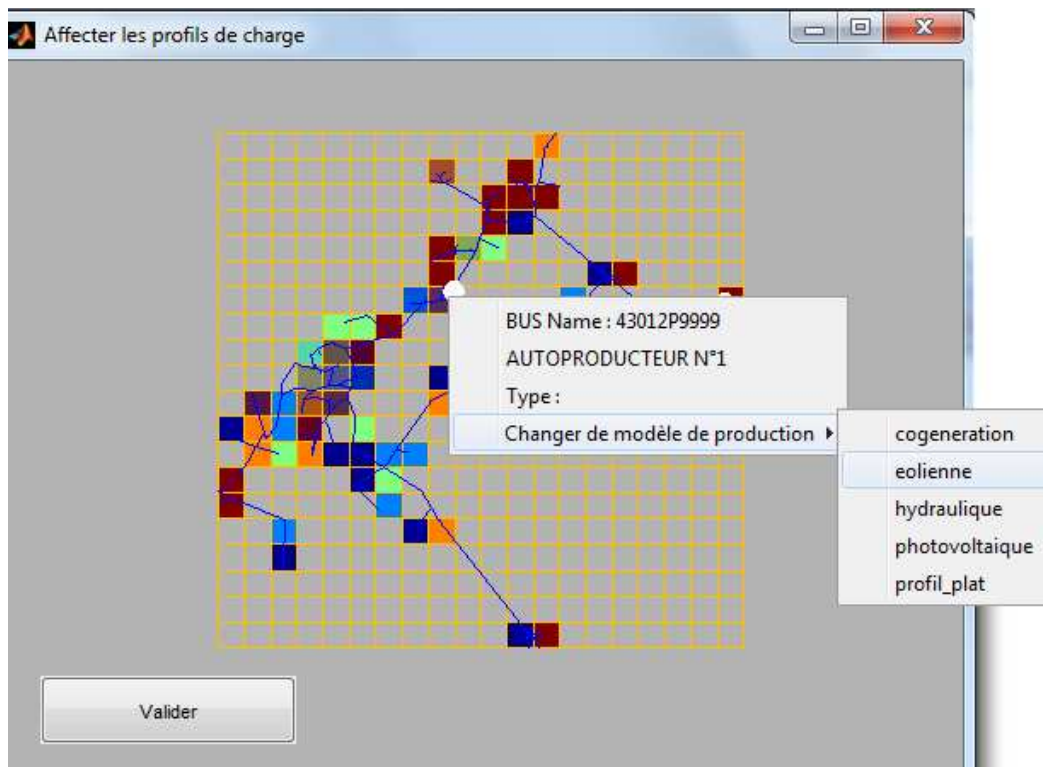 Affecter les profils de charge
BUS Name : 43012P9999
AUTOPRODUCTEUR N°1
Type :
Changer de modèle de production
cogeneration
eolienne
hydraulique
photovoltaique
profil_plat
Valider